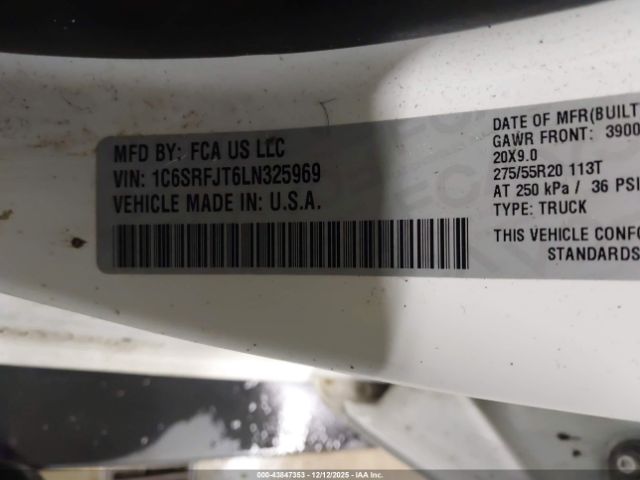 MFD BY: FCA US LLC
VIN: 1C6SRFJT6LN325969
VEHICLE MADE IN: U.S.A.
DATE OF MFR(BUILT
GAWR FRONT: 3900
20X9.0
275/55R20 113T
AT 250 kPa / 36 PSI
TYPE: TRUCK
THIS VEHICLE CONFO
STANDARDS
000-43847353 | 12/12/2025 - IAA Inc.